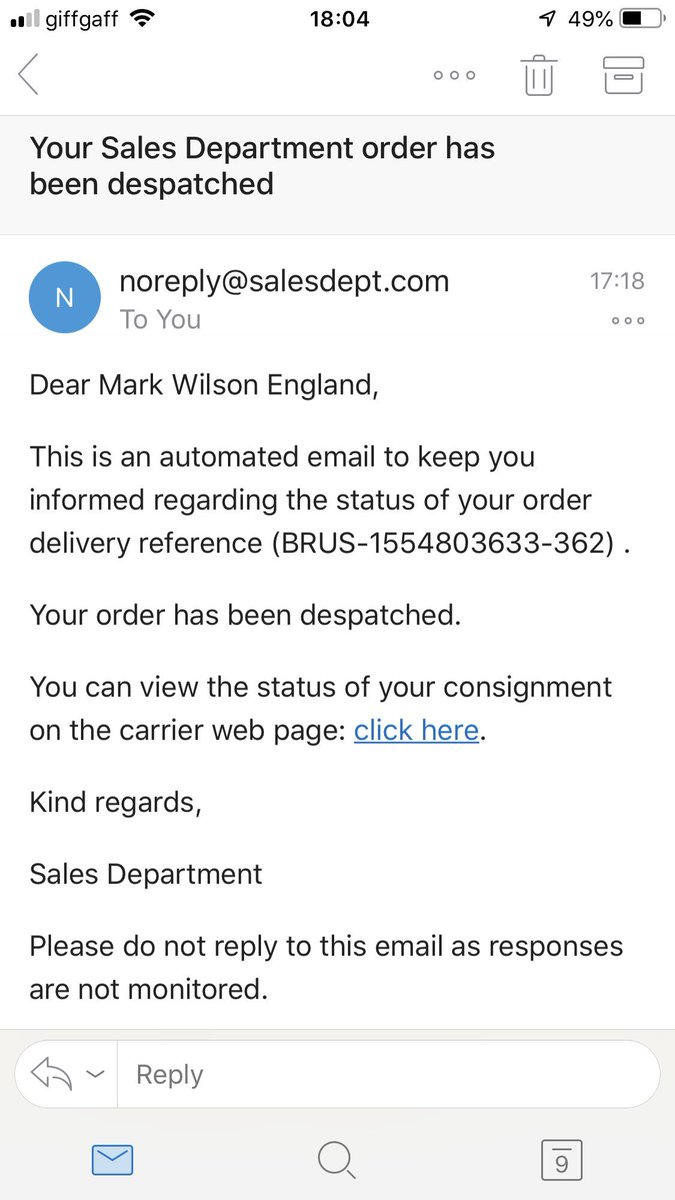 giffgaff 18:04 49%
Your Sales Department order has
been despatched
N
noreply@salesdept.com 17:18
To You
Dear Mark Wilson England,
This is an automated email to keep you
informed regarding the status of your order
delivery reference (BRUS-1554803633-362) .
Your order has been despatched.
You can view the status of your consignment
on the carrier web page: click here.
Kind regards,
Sales Department
Please do not reply to this email as responses
are not monitored.
Reply
9